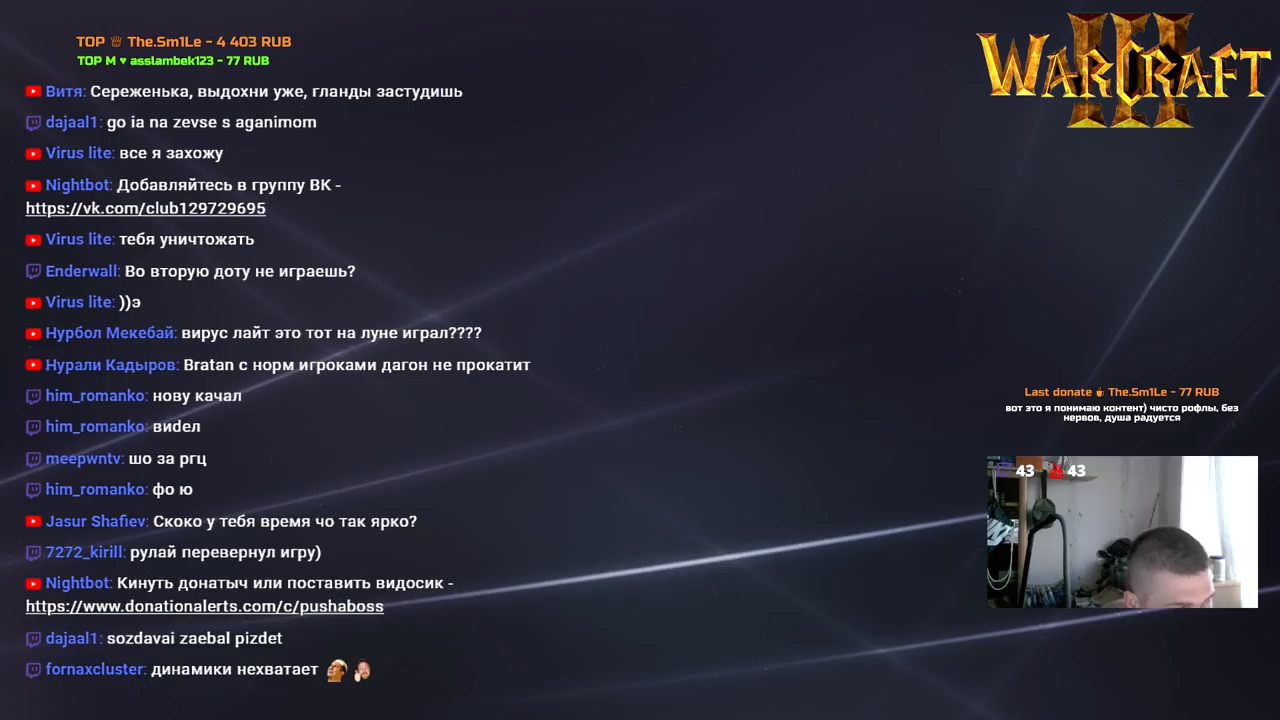 TOP ♕ The.Sm1Le - 4 403 RUB
TOP M ♥ asslambek123 - 77 RUB
Витя: Сереженька, выдохни уже, гланды застудишь
dajaal1: go ia na zevse s aganimom
Virus lite: все я захожу
Nightbot: Добавляйтесь в группу ВК -
https://vk.com/club129729695
Virus lite: тебя уничтожать
Enderwall: Во вторую доту не играешь?
Virus lite: ))э
Нурбол Мекебай: вирус лайт это тот на луне играл????
Нурали Кадыров: Bratan с норм игроками дагон не прокатит
him_romanko: нову качал
him_romanko: виdел
meepwntv: шо за ргц
him_romanko: фо ю
Jasur Shafiev: Скоко у тебя время чо так ярко?
7272_kirill: рулай перевернул игру)
Nightbot: Кинуть донатыч или поставить видосик -
https://www.donationalerts.com/c/pushaboss
dajaal1: sozdavai zaebal pizdet
fornaxcluster: динамики нехватает
WARCRAFT
III
Last donate The.Sm1Le - 77 RUB
вот это я понимаю контент) чисто рофлы, без
нервов, душа радуется
43 43